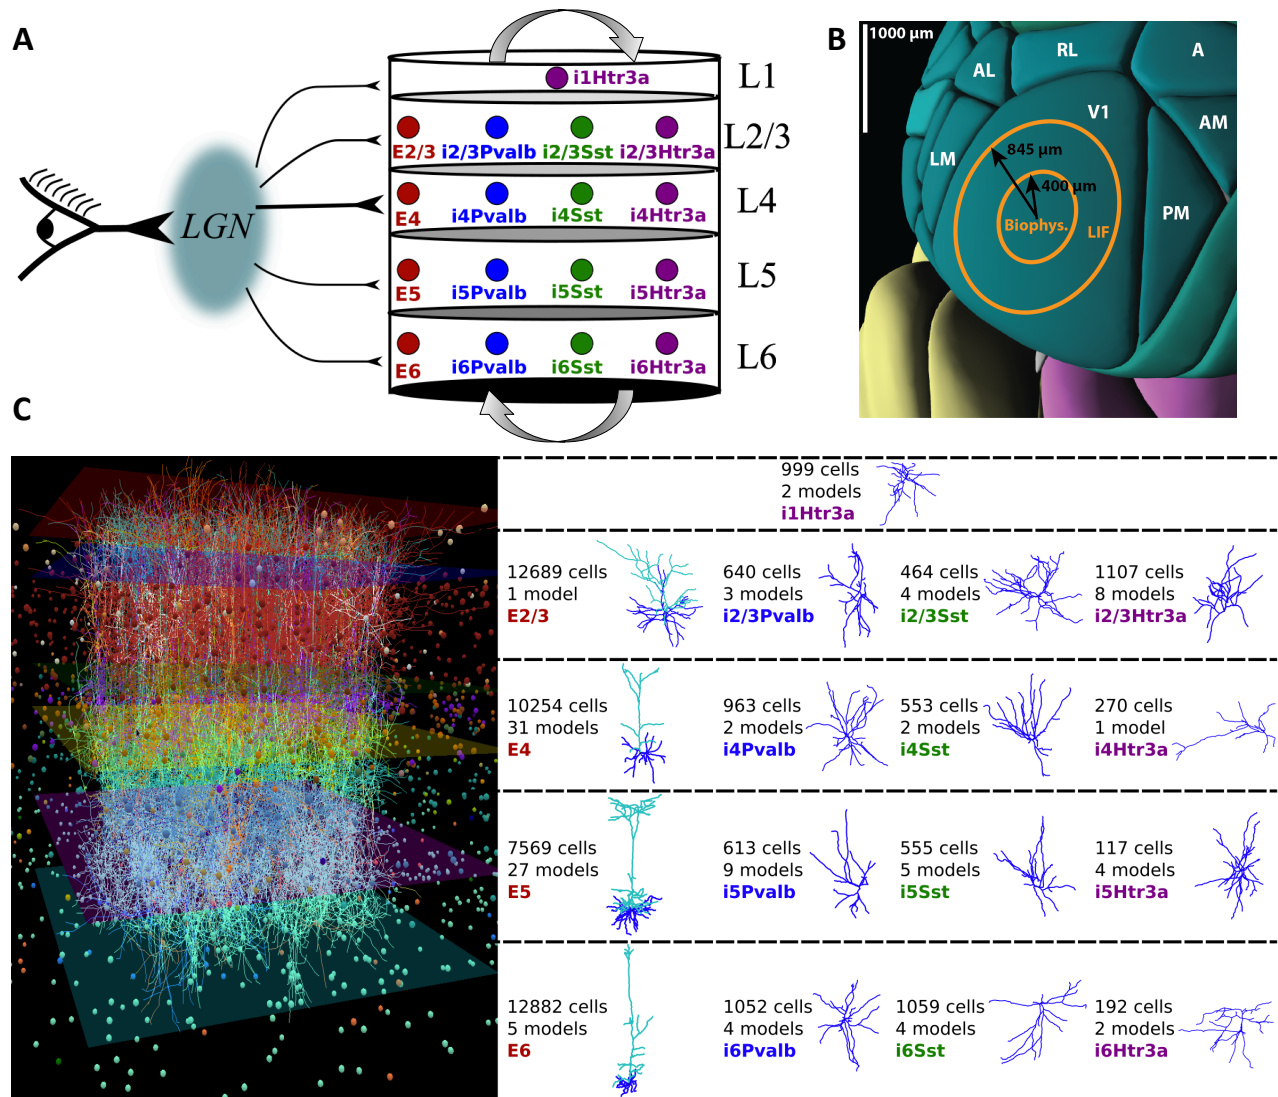 A
LGN
i1Htr3a
L1
E2/3 i2/3Pvalb i2/3Sst i2/3Htr3a
L2/3
E4 i4Pvalb i4Sst i4Htr3a
L4
E5 i5Pvalb i5Sst i5Htr3a
L5
E6 i6Pvalb i6Sst i6Htr3a
L6
B
1000 µm
AL
RL
A
V1
AM
LM
845 µm
400 µm
PM
Biophys.
LIF
C
999 cells
2 models
i1Htr3a
12689 cells
1 model
E2/3
640 cells
3 models
i2/3Pvalb
464 cells
4 models
i2/3Sst
1107 cells
8 models
i2/3Htr3a
10254 cells
31 models
E4
963 cells
2 models
i4Pvalb
553 cells
2 models
i4Sst
270 cells
1 model
i4Htr3a
7569 cells
27 models
E5
613 cells
9 models
i5Pvalb
555 cells
5 models
i5Sst
117 cells
4 models
i5Htr3a
12882 cells
5 models
E6
1052 cells
4 models
i6Pvalb
1059 cells
4 models
i6Sst
192 cells
2 models
i6Htr3a